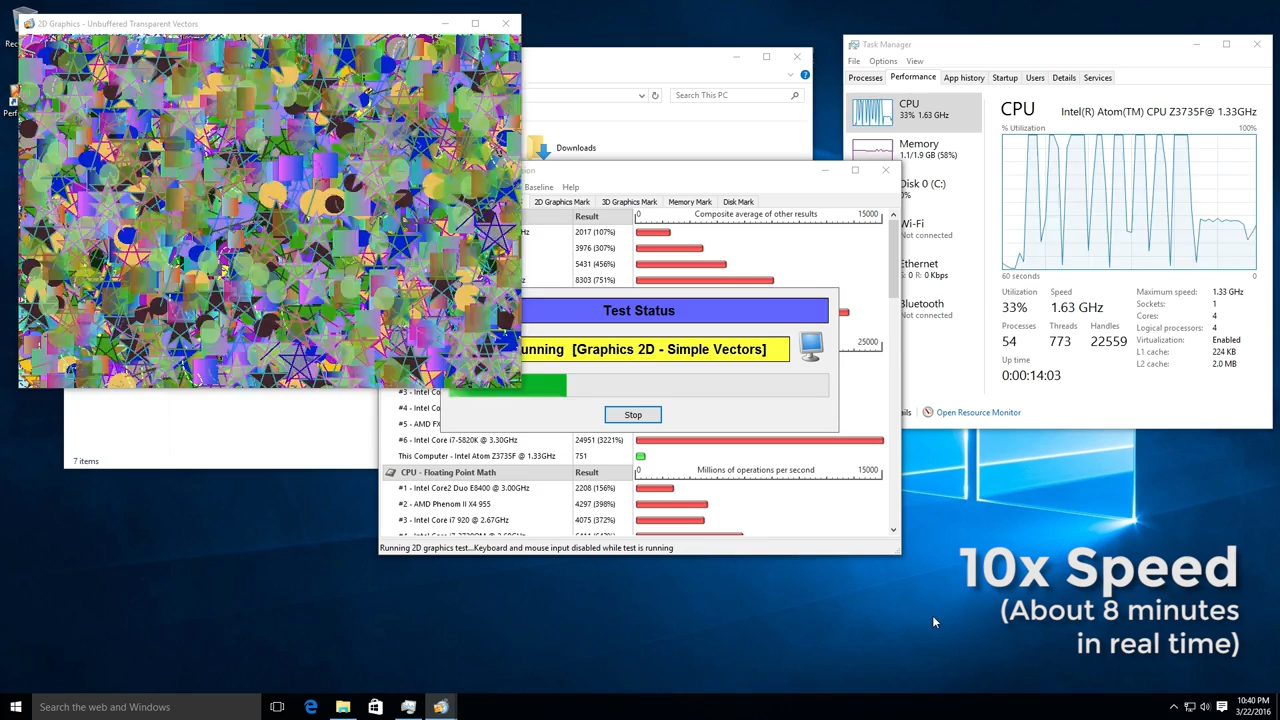 2D Graphics - Unbuffered Transparent Vectors
Search This PC
Downloads
7 items
Baseline Help
2D Graphics Mark 3D Graphics Mark Memory Mark Disk Mark
Result 0 Composite average of other results 15000
2017 (107%)
3976 (307%)
5431 (456%)
8303 (751%)
25000
Test Status
[Graphics 2D - Simple Vectors]
Stop
#3 - Intel
#4 - Intel
#5 - AMD
#6 - Intel Core i7-5820K @ 3.30GHz 24951 (3221%)
This Computer - Intel Atom Z3735F @ 1.33GHz 751
CPU - Floating Point Math Result 0 Millions of operations per second 15000
#1 - Intel Core2 Duo E8400 @ 3.00GHz 2208 (156%)
#2 - AMD Phenom II X4 955 4297 (398%)
#3 - Intel Core i7 920 @ 2.67GHz 4075 (372%)
Running 2D graphics test...Keyboard and mouse input disabled while test is running
Task Manager
File Options View
Processes Performance App history Startup Users Details Services
CPU
33% 1.63 GHz
Memory
1.1/1.9 GB (58%)
Disk 0 (C:)
0%
Wi-Fi
Not connected
Ethernet
S: 0 R: 0 Kbps
Bluetooth
Not connected
CPU Intel(R) Atom(TM) CPU Z3735F@ 1.33GHz
% Utilization 100%
60 seconds 0
Utilization Speed
33% 1.63 GHz
Processes Threads Handles
54 773 22559
Up time
0:00:14:03
Maximum speed: 1.33 GHz
Sockets: 1
Cores: 4
Logical processors: 4
Virtualization: Enabled
L1 cache: 224 KB
L2 cache: 2.0 MB
Open Resource Monitor
10x Speed
(About 8 minutes
in real time)
Search the web and Windows
10:40 PM
3/22/2016